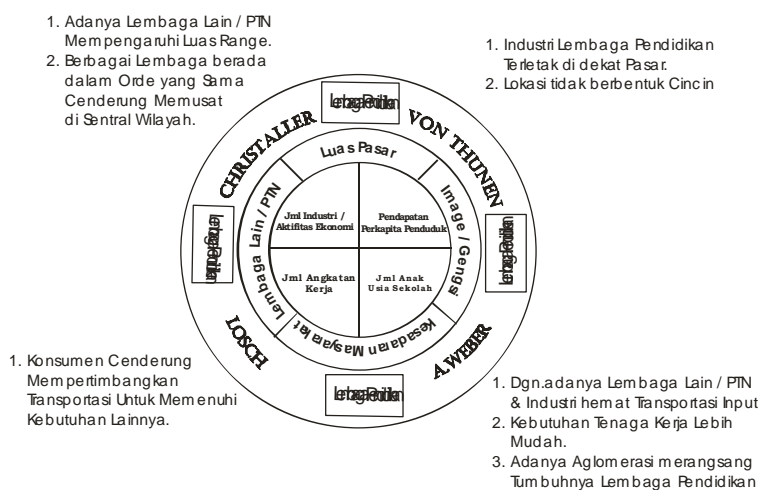 1. Adanya Lembaga Lain / PTN
Mempengaruhi Luas Range.
2. Berbagai Lembaga berada
dalam Orde yang Sama
Cenderung Memusat
di Sentral Wilayah.
1. Industri Lembaga Pendidikan
Terletak di dekat Pasar.
2. Lokasi tidak berbentuk Cincin
CHRISTALLER
VON THUNEN
Luas Pasar
Lembaga Lain / PTN
Image / Gengsi
Jml Industri /
Aktifitas Ekonomi
Pendapatan
Perkapita Penduduk
Jml Angkatan
Kerja
Jml Anak
Usia Sekolah
Kesadaran Masyarakat
LOSCH
A.WEBER
1. Konsumen Cenderung
Mempertimbangkan
Transportasi Untuk Memenuhi
Kebutuhan Lainnya.
1. Dgn.adanya Lembaga Lain / PTN
& Industri hemat Transportasi Input
2. Kebutuhan Tenaga Kerja Lebih
Mudah.
3. Adanya Aglomerasi merangsang
Tumbuhnya Lembaga Pendidikan